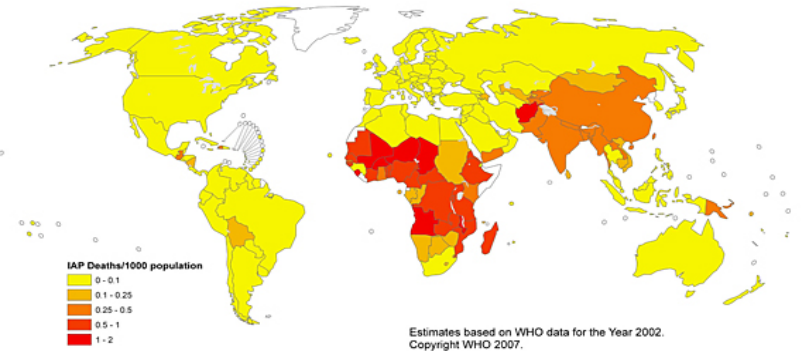 IAP Deaths/1000 population
0 - 0.1
0.1 - 0.25
0.25 - 0.5
0.5 - 1
1 - 2
Estimates based on WHO data for the Year 2002.
Copyright WHO 2007.